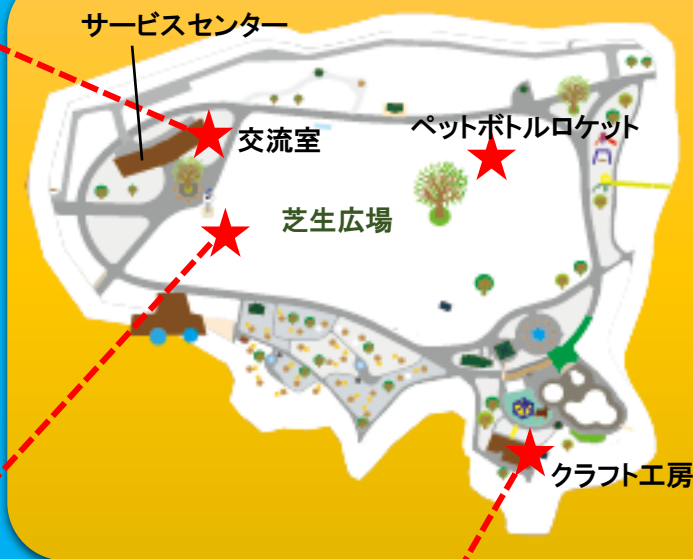 サービスセンター
交流室
ペットボトルロケット
芝生広場
クラフト工房